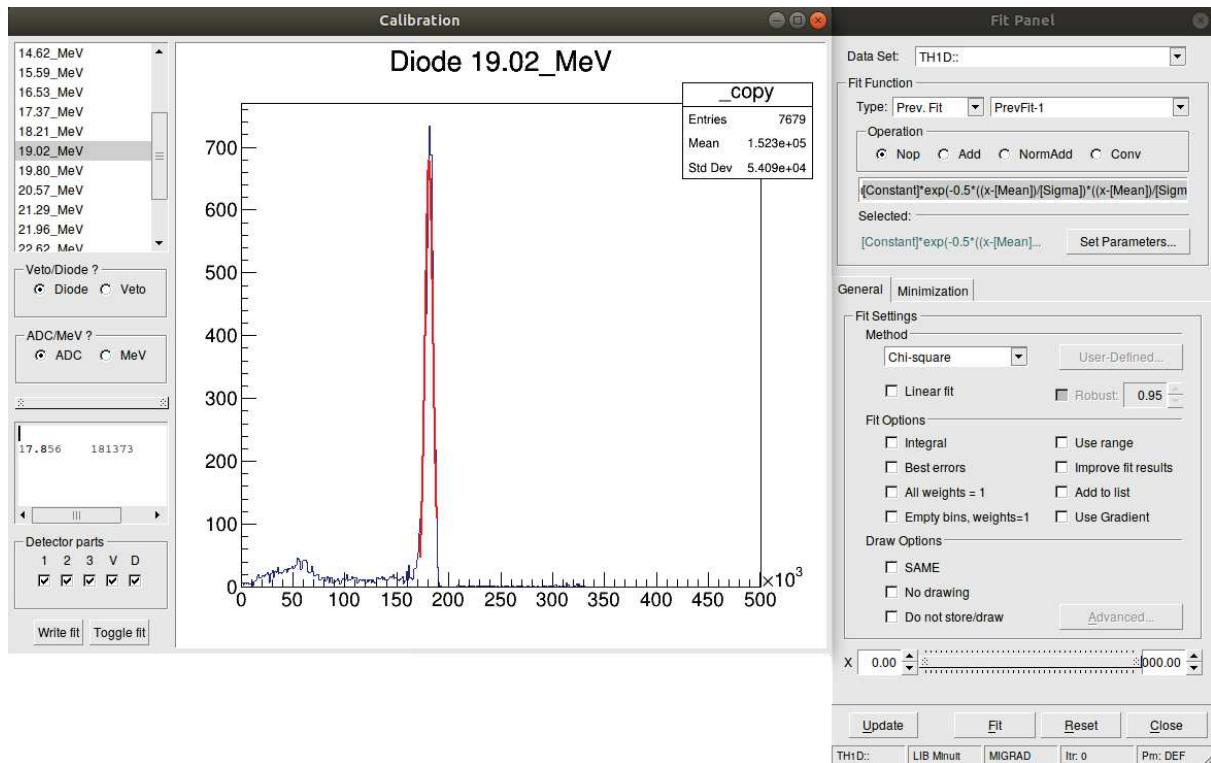 Calibration
14.62_MeV
15.59_MeV
16.53_MeV
17.37_MeV
18.21_MeV
19.02_MeV
19.80_MeV
20.57_MeV
21.29_MeV
21.96_MeV
22.62 MeV
Veto/Diode ?
Diode Veto
ADC/MeV ?
ADC MeV
17.856 181373
Detector parts
1 2 3 V D
Write fit Toggle fit
Diode 19.02_MeV
_copy
Entries 7679
Mean 1.523e+05
Std Dev 5.409e+04
700
600
500
400
300
200
100
0
0 50 100 150 200 250 300 350 400 450 500
×10³
Fit Panel
Data Set: TH1D::
Fit Function
Type: Prev. Fit PrevFit-1
Operation
Nop Add NormAdd Conv
[Constant]*exp(-0.5*((x-[Mean])/[Sigma])*((x-[Mean])/[Sigm
Selected:
[Constant]*exp(-0.5*((x-[Mean]... Set Parameters...
General Minimization
Fit Settings
Method
Chi-square User-Defined...
Linear fit Robust: 0.95
Fit Options
Integral Use range
Best errors Improve fit results
All weights = 1 Add to list
Empty bins, weights=1 Use Gradient
Draw Options
SAME
No drawing
Do not store/draw Advanced...
X 0.00 000.00
Update Fit Reset Close
TH1D:: LIB Minuit MIGRAD Itr: 0 Prn: DEF